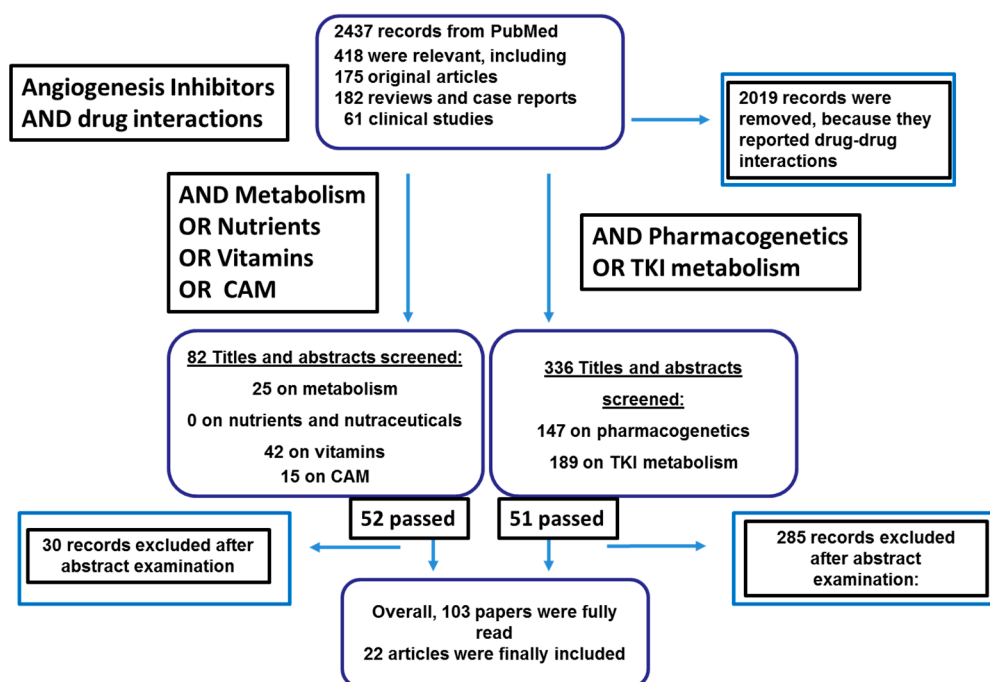 2437 records from PubMed
418 were relevant, including
175 original articles
182 reviews and case reports
61 clinical studies
Angiogenesis Inhibitors
AND drug interactions
2019 records were
removed, because they
reported drug-drug
interactions
AND Metabolism
OR Nutrients
OR Vitamins
OR CAM
AND Pharmacogenetics
OR TKI metabolism
82 Titles and abstracts screened:
25 on metabolism
0 on nutrients and nutraceuticals
42 on vitamins
15 on CAM
336 Titles and abstracts
screened:
147 on pharmacogenetics
189 on TKI metabolism
52 passed
51 passed
30 records excluded after
abstract examination
285 records excluded
after abstract
examination:
Overall, 103 papers were fully
read
22 articles were finally included